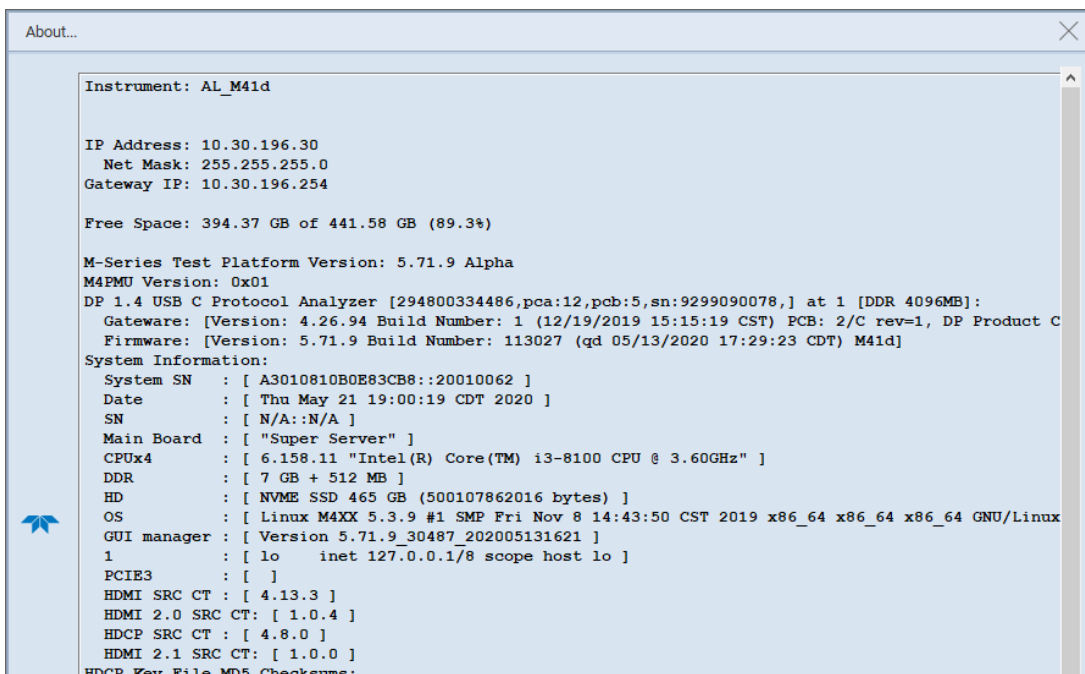 About...
Instrument: AL_M41d
IP Address: 10.30.196.30
Net Mask: 255.255.255.0
Gateway IP: 10.30.196.254
Free Space: 394.37 GB of 441.58 GB (89.3%)
M-Series Test Platform Version: 5.71.9 Alpha
M4PMU Version: 0x01
DP 1.4 USB C Protocol Analyzer [294800334486,pca:12,pcb:5,sn:9299090078,] at 1 [DDR 4096MB]:
Gateware: [Version: 4.26.94 Build Number: 1 (12/19/2019 15:15:19 CST) PCB: 2/C rev=1, DP Product C
Firmware: [Version: 5.71.9 Build Number: 113027 (qd 05/13/2020 17:29:23 CDT) M41d]
System Information:
System SN : [ A3010810B0E83CB8::20010062 ]
Date : [ Thu May 21 19:00:19 CDT 2020 ]
SN : [ N/A::N/A ]
Main Board : [ "Super Server" ]
CPUx4 : [ 6.158.11 "Intel(R) Core(TM) i3-8100 CPU @ 3.60GHz" ]
DDR : [ 7 GB + 512 MB ]
HD : [ NVME SSD 465 GB (500107862016 bytes) ]
OS : [ Linux M4XX 5.3.9 #1 SMP Fri Nov 8 14:43:50 CST 2019 x86_64 x86_64 x86_64 GNU/Linux
GUI manager : [ Version 5.71.9_30487_202005131621 ]
1 : [ lo inet 127.0.0.1/8 scope host lo ]
PCIE3 : [ ]
HDMI SRC CT : [ 4.13.3 ]
HDMI 2.0 SRC CT: [ 1.0.4 ]
HDCP SRC CT : [ 4.8.0 ]
HDMI 2.1 SRC CT: [ 1.0.0 ]
HDCP Key File MD5 Checksums: